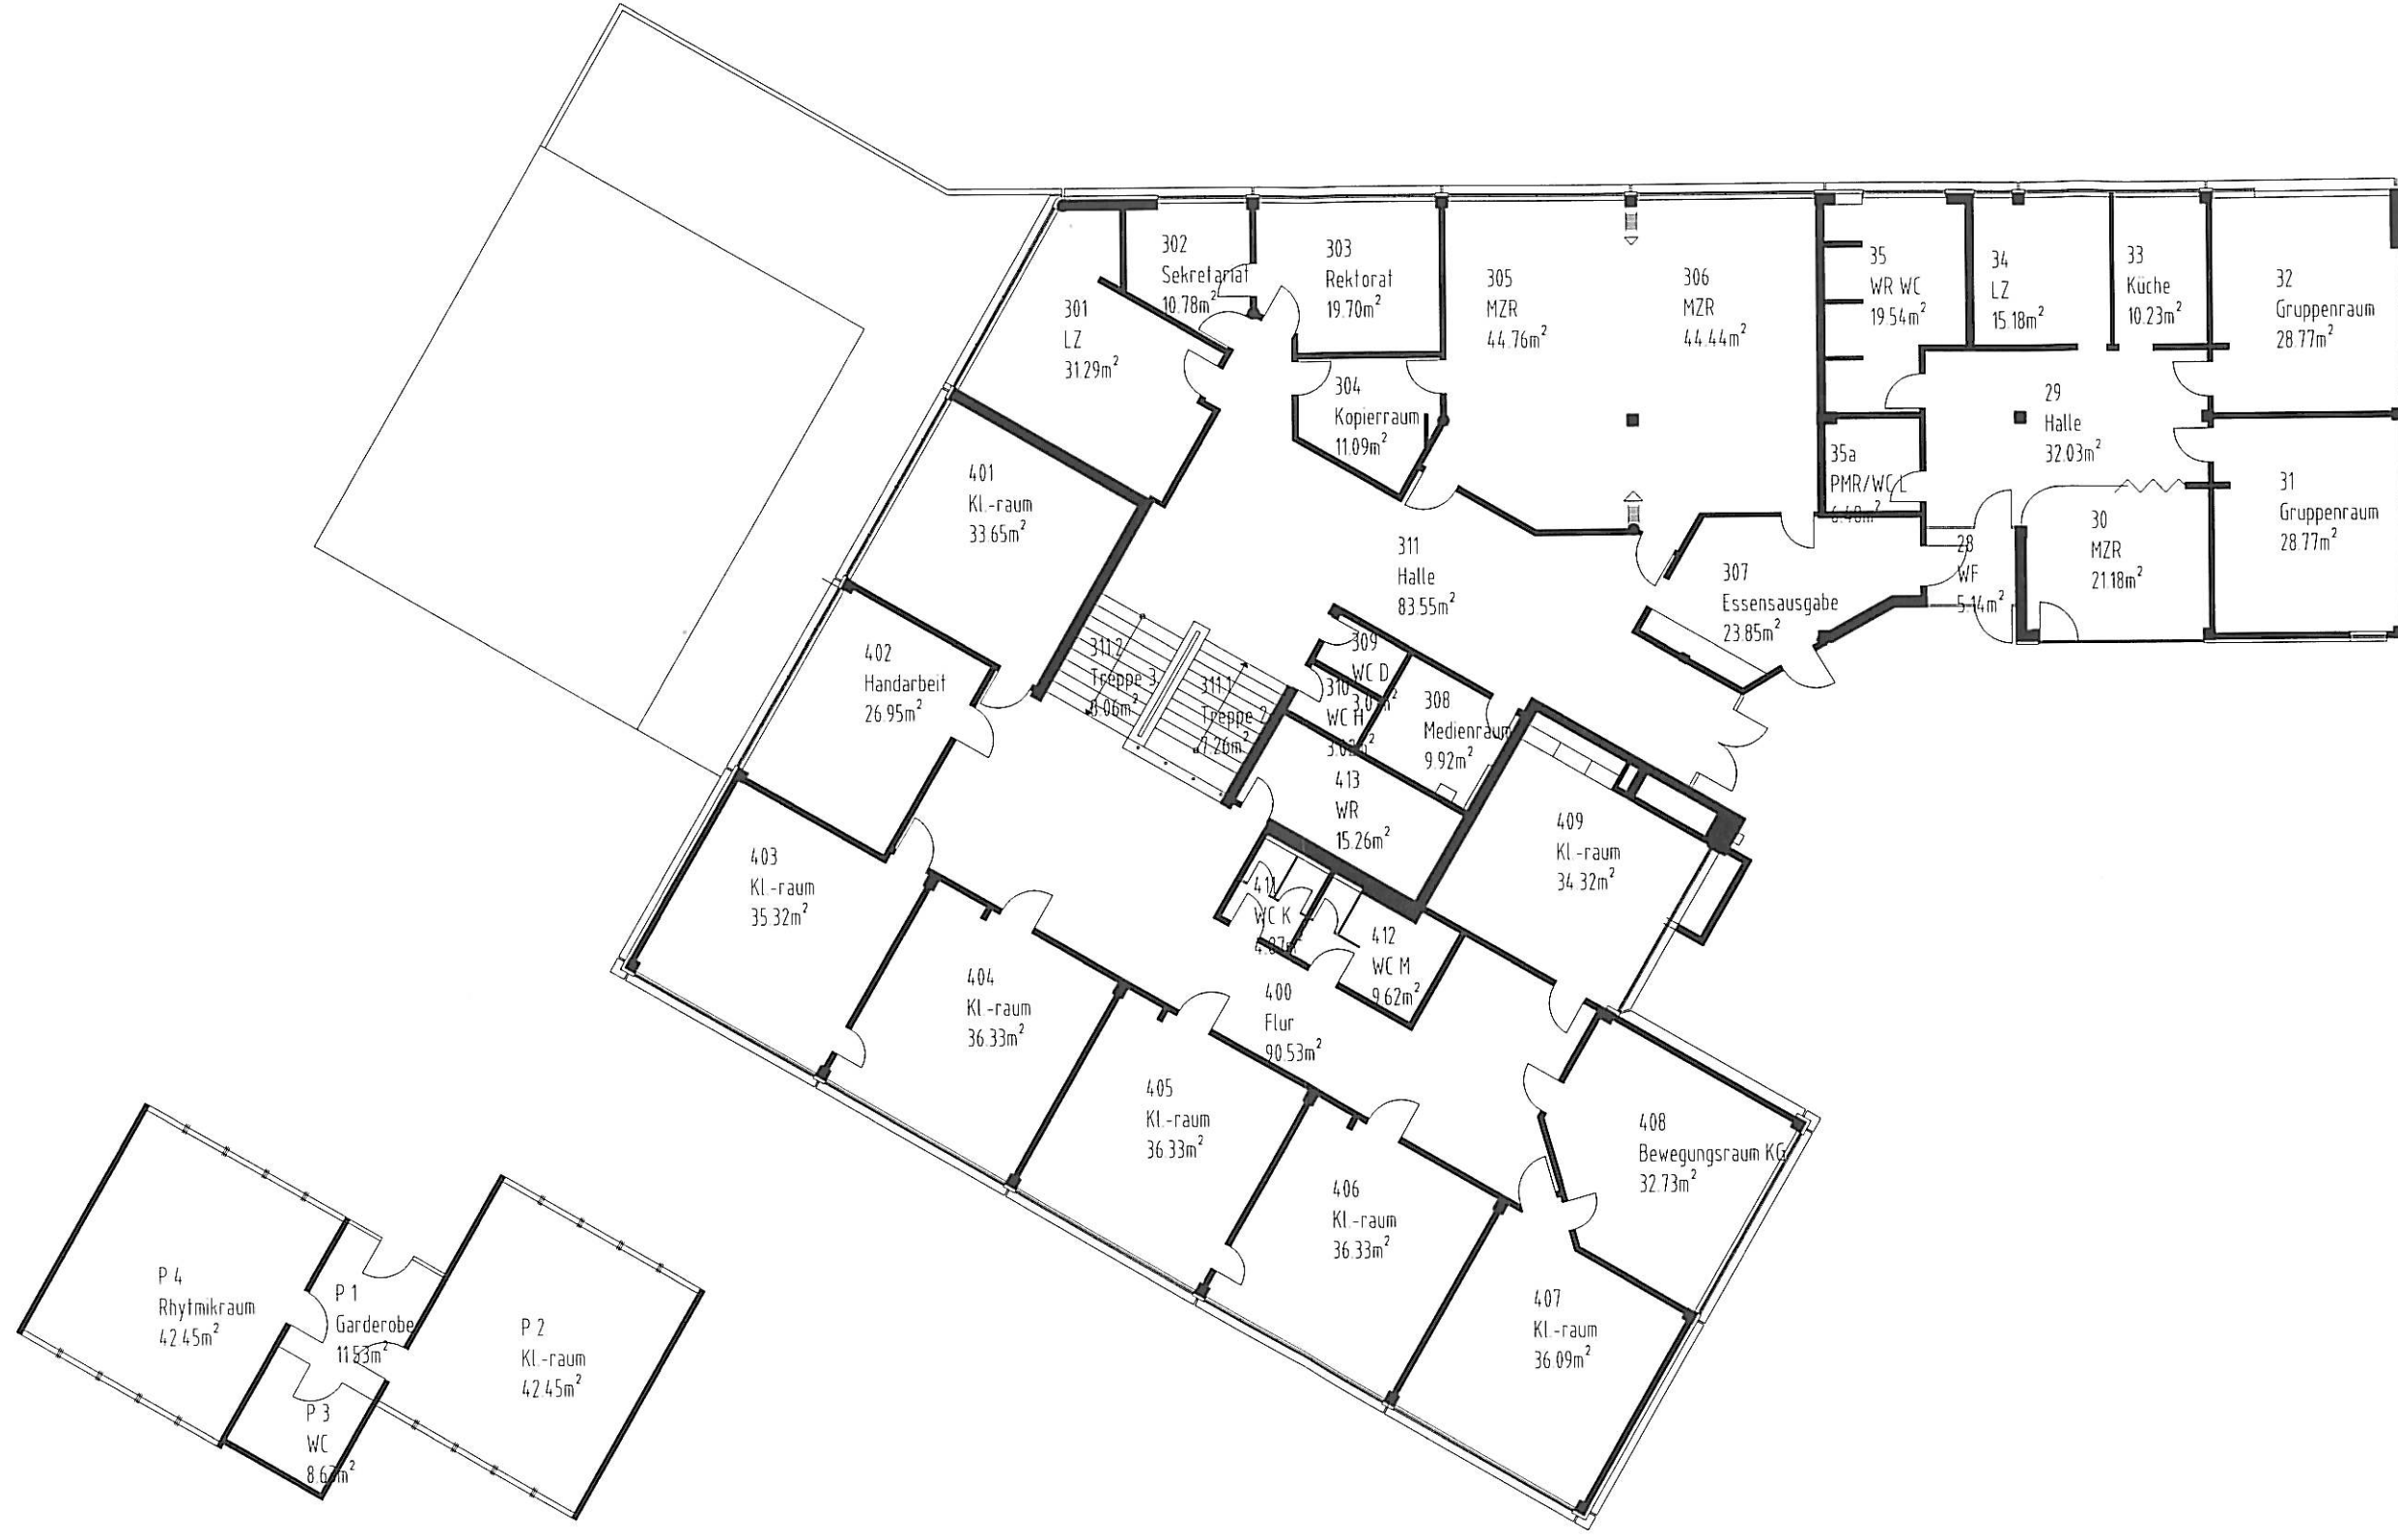 302
Sekretariat
10.78m²
303
Rektorat
19.70m²
301
LZ
31.29m²
304
Kopierraum
11.09m²
305
MZR
44.76m²
306
MZR
44.44m²
35
WR WC
19.54m²
34
LZ
15.18m²
33
Küche
10.23m²
32
Gruppenraum
28.77m²
29
Halle
32.03m²
35a
PMR/WC L
31
Gruppenraum
28.77m²
30
MZR
21.18m²
28
WF
5.14m²
307
Essensausgabe
23.85m²
311
Halle
83.55m²
401
Kl.-raum
33.65m²
402
Handarbeit
26.95m²
311.2
Treppe 3
311.1
Treppe 2
7.26m²
309
WC D
310
WC H
308
Medienraum
9.92m²
413
WR
15.26m²
409
Kl.-raum
34.32m²
403
Kl.-raum
35.32m²
411
WC K
412
WC M
9.62m²
400
Flur
90.53m²
404
Kl.-raum
36.33m²
405
Kl.-raum
36.33m²
406
Kl.-raum
36.33m²
407
Kl.-raum
36.09m²
408
Bewegungsraum KG
32.73m²
P 4
Rhytmikraum
42.45m²
P 1
Garderobe
11.53m²
P 2
Kl.-raum
42.45m²
P 3
WC